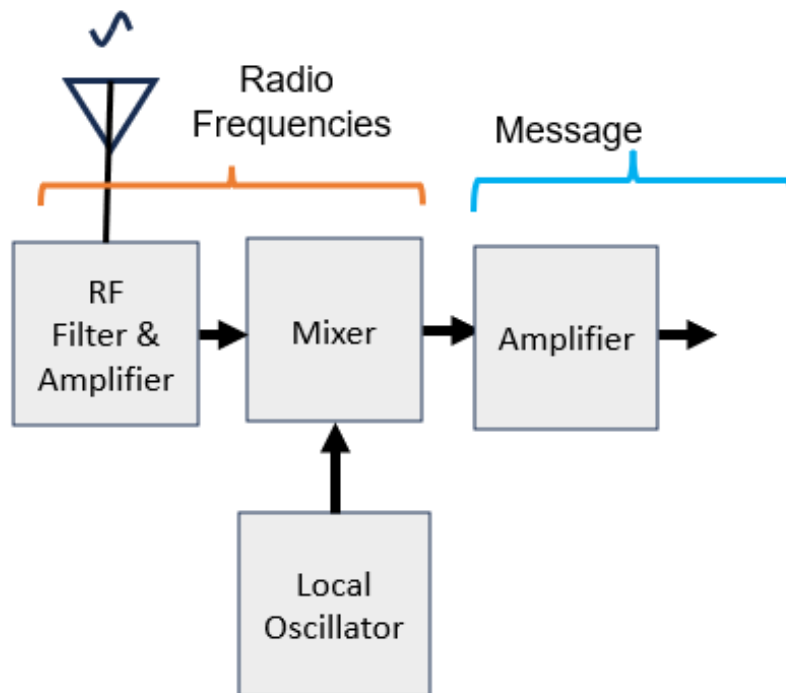 Radio
Frequencies
Message
RF
Filter &
Amplifier
Mixer
Amplifier
Local
Oscillator